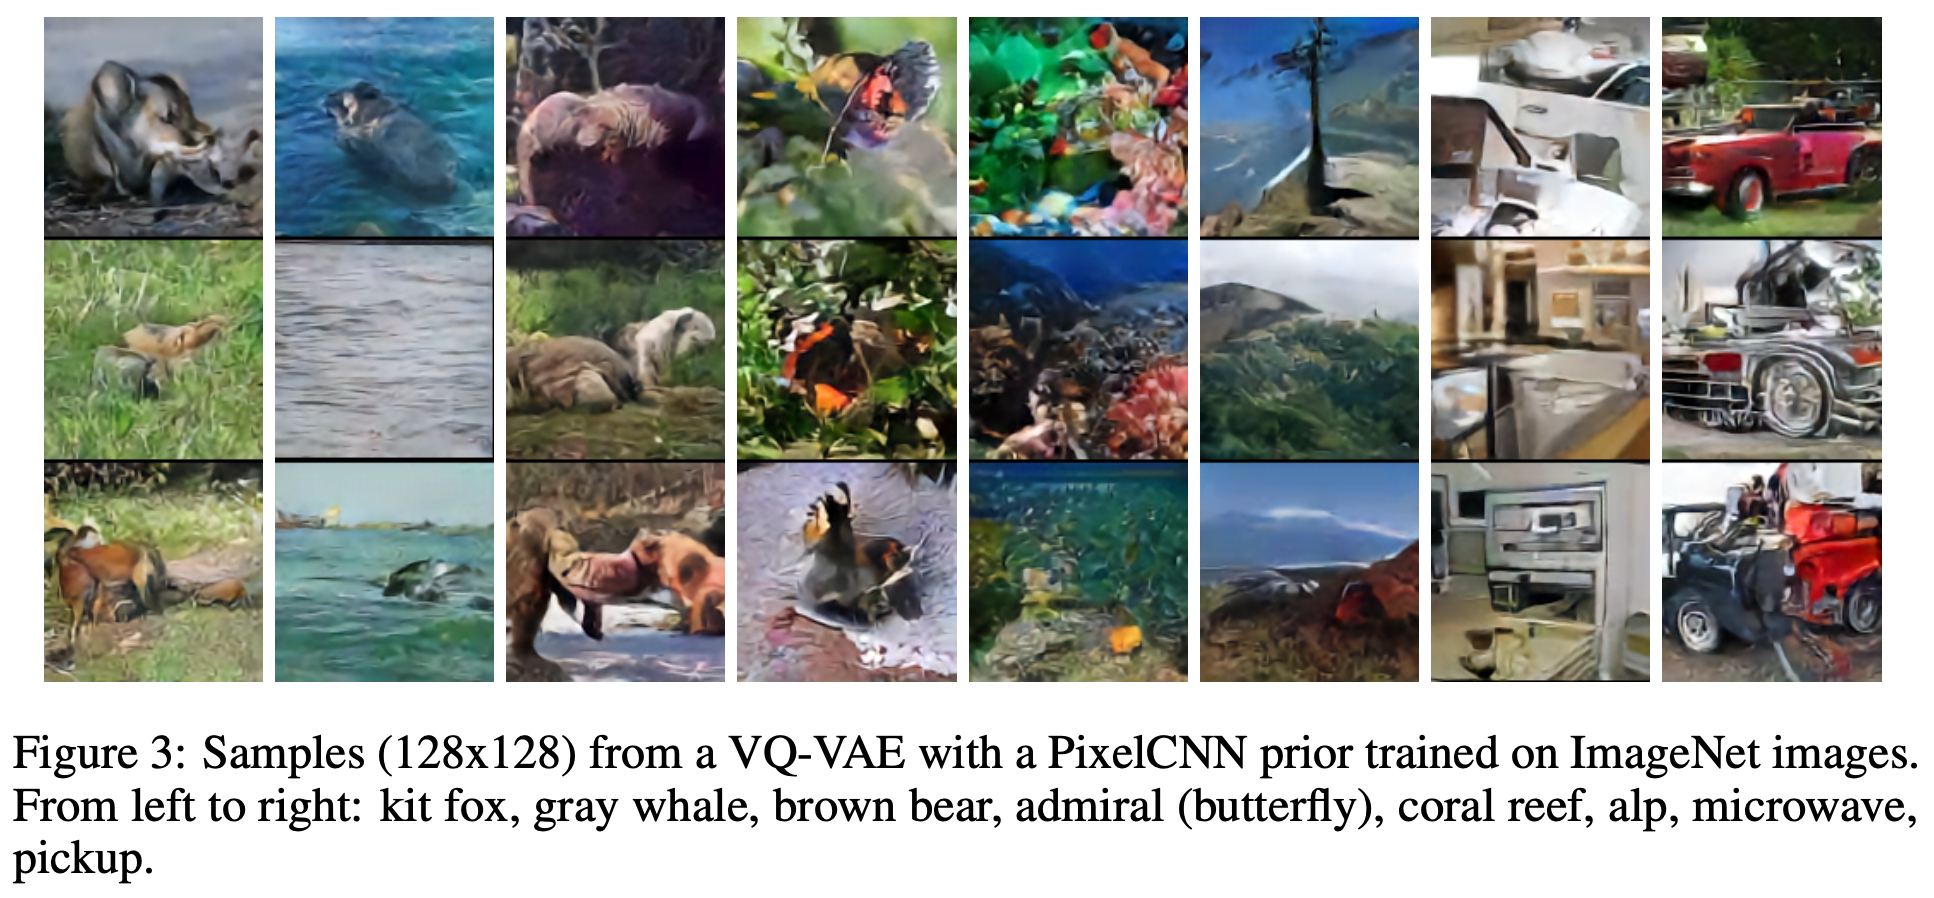 Figure 3: Samples (128x128) from a VQ-VAE with a PixelCNN prior trained on ImageNet images.
From left to right: kit fox, gray whale, brown bear, admiral (butterfly), coral reef, alp, microwave,
pickup.